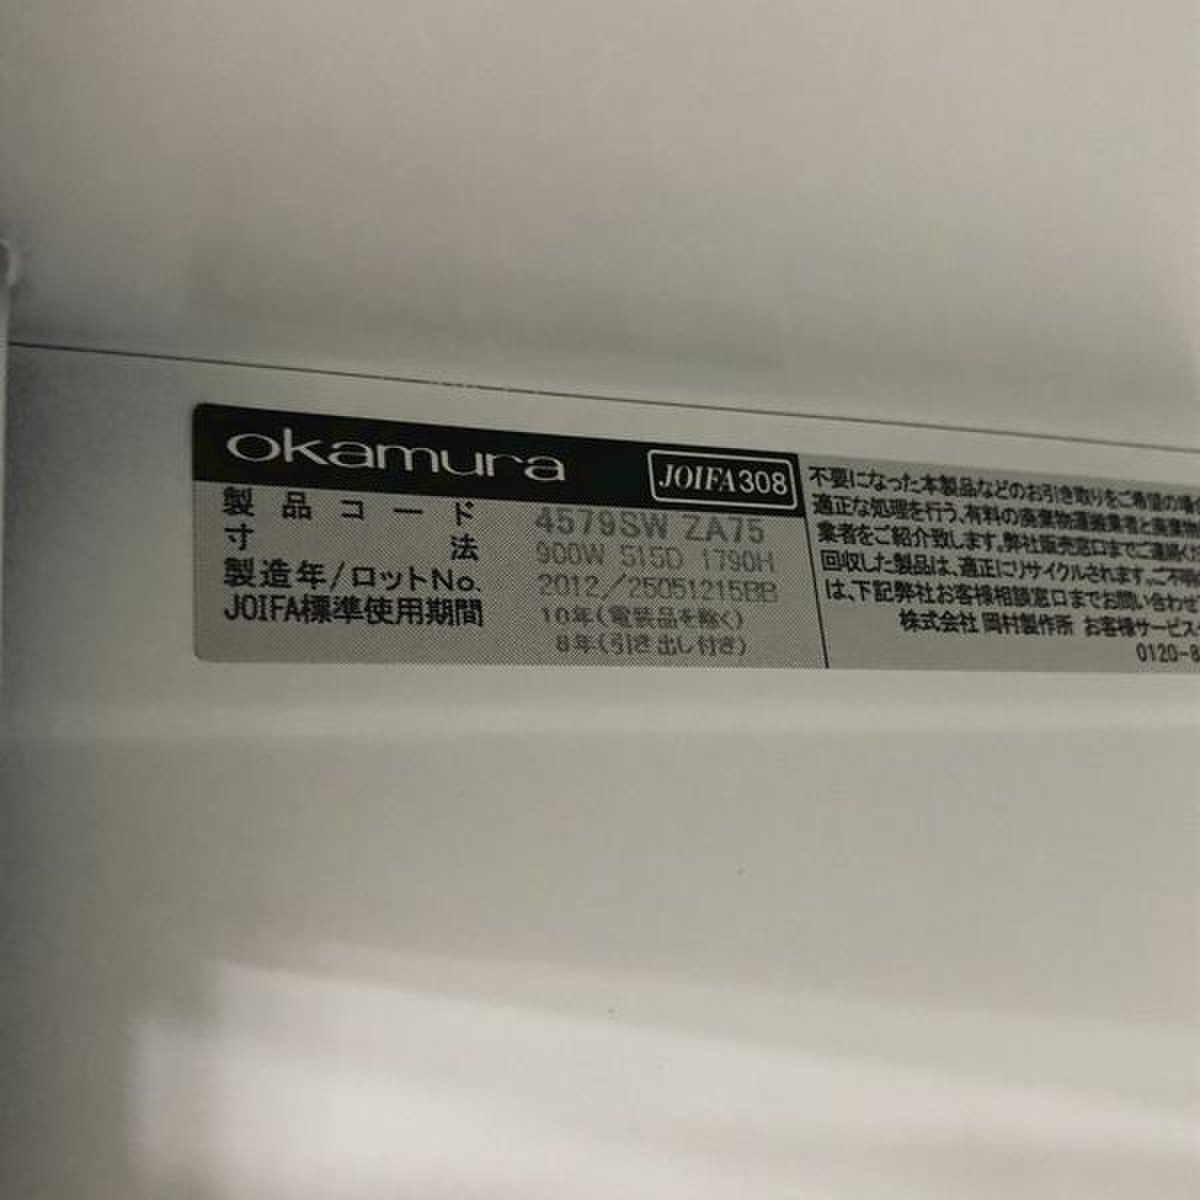 okamura
JOIFA308
製品コード 4579SW ZA75
寸法 900W 515D 1790H
製造年/ロットNo. 2012/25051215BB
JOIFA標準使用期間 10年(電装品を除く)
8年(引き出し付き)
不要になった本製品などのお引き取りをご希望の場
適正な処理を行う、有料の廃棄物運搬業者と廃棄物
業者をご紹介致します。弊社販売窓口までご連絡く
回収した製品は、適正にリサイクルされます。ご不明
は、下記弊社お客様相談窓口までお問い合わせ
株式会社 岡村製作所 お客様サービス
0120-8